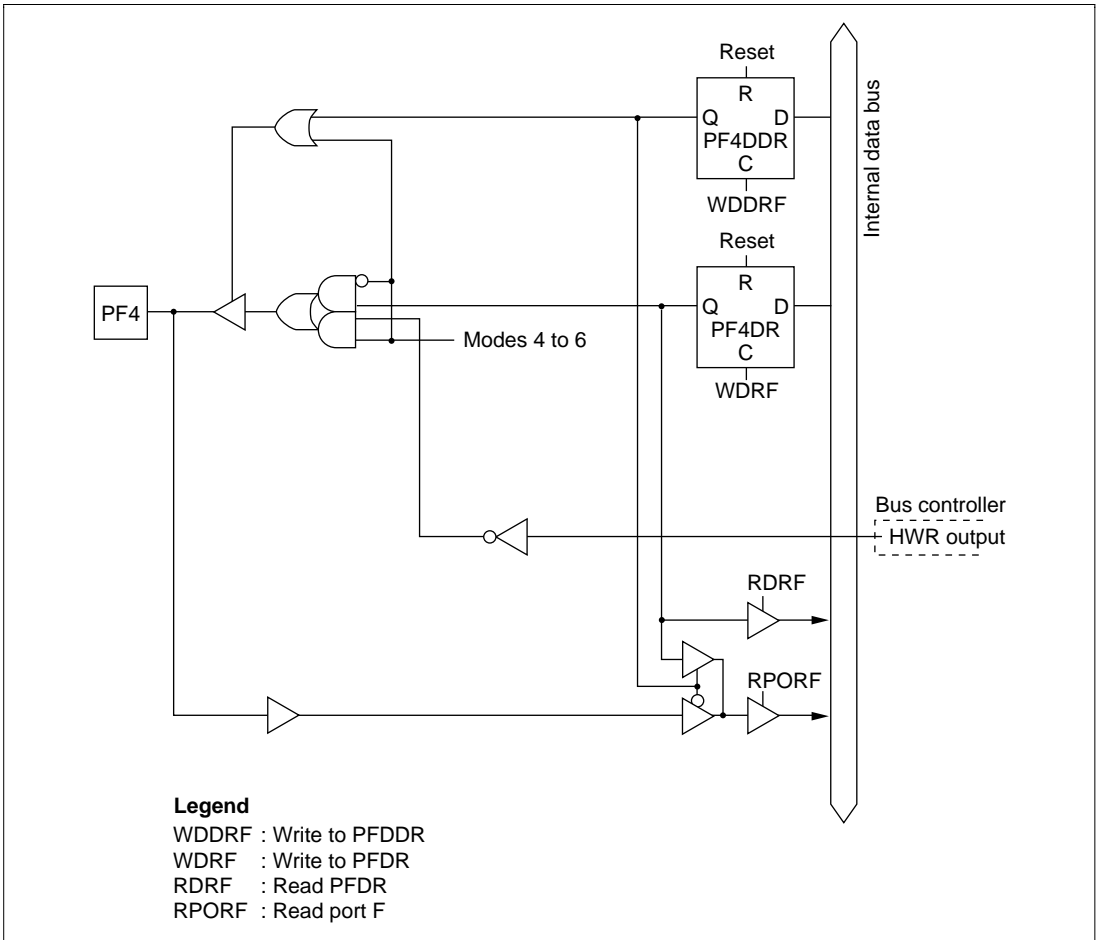 Reset
R
Q D
PF4DDR
C
WDDRF
Internal data bus
Reset
R
Q D
PF4DR
C
WDRF
PF4
Modes 4 to 6
Bus controller
HWR output
RDRF
RPORF
Legend
WDDRF : Write to PFDDR
WDRF : Write to PFDR
RDRF : Read PFDR
RPORF : Read port F